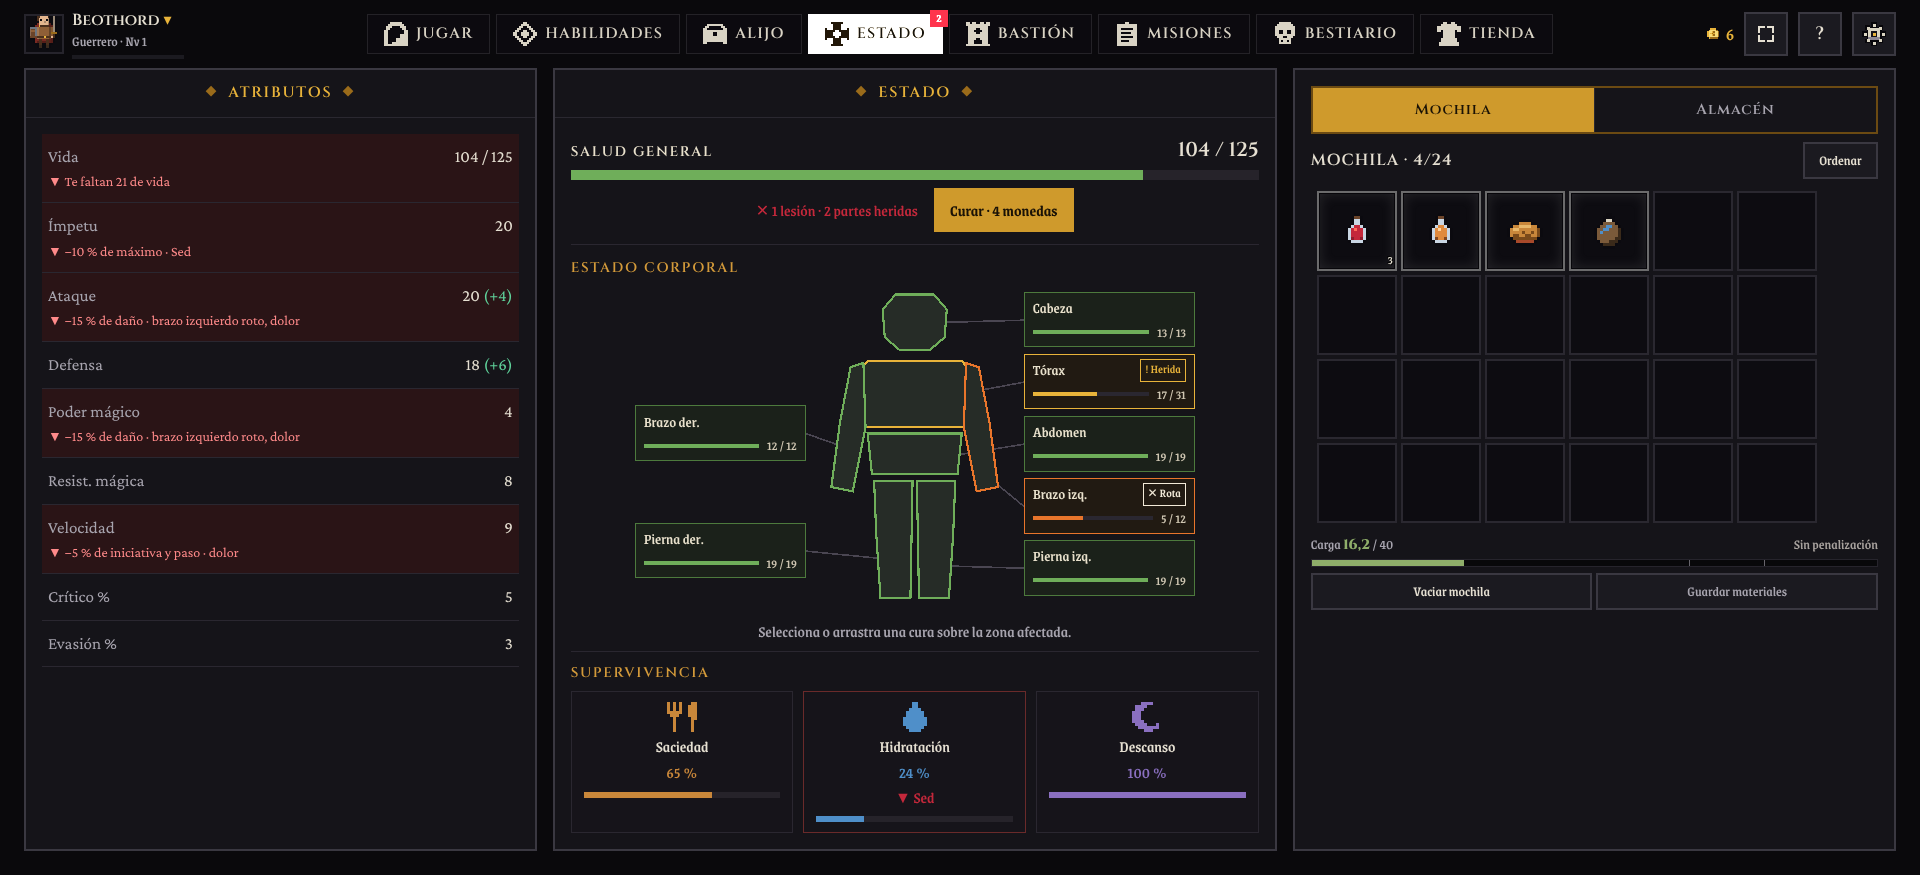 BEOTHORD ▼
Guerrero · Nv 1
JUGAR
HABILIDADES
ALIJO
ESTADO
2
BASTIÓN
MISIONES
BESTIARIO
TIENDA
6
?
ATRIBUTOS
Vida 104 / 125
▼ Te faltan 21 de vida
Ímpetu 20
▼ −10 % de máximo · Sed
Ataque 20 (+4)
▼ −15 % de daño · brazo izquierdo roto, dolor
Defensa 18 (+6)
Poder mágico 4
▼ −15 % de daño · brazo izquierdo roto, dolor
Resist. mágica 8
Velocidad 9
▼ −5 % de iniciativa y paso · dolor
Crítico % 5
Evasión % 3
ESTADO
SALUD GENERAL 104 / 125
✕ 1 lesión · 2 partes heridas
Curar · 4 monedas
ESTADO CORPORAL
Cabeza
13 / 13
Tórax ! Herida
17 / 31
Brazo der.
12 / 12
Abdomen
19 / 19
Brazo izq. ✕ Rota
5 / 12
Pierna der.
19 / 19
Pierna izq.
19 / 19
Selecciona o arrastra una cura sobre la zona afectada.
SUPERVIVENCIA
Saciedad
65 %
Hidratación
24 %
▼ Sed
Descanso
100 %
MOCHILA
ALMACÉN
MOCHILA · 4/24
Ordenar
3
Carga 16,2 / 40
Sin penalización
Vaciar mochila
Guardar materiales